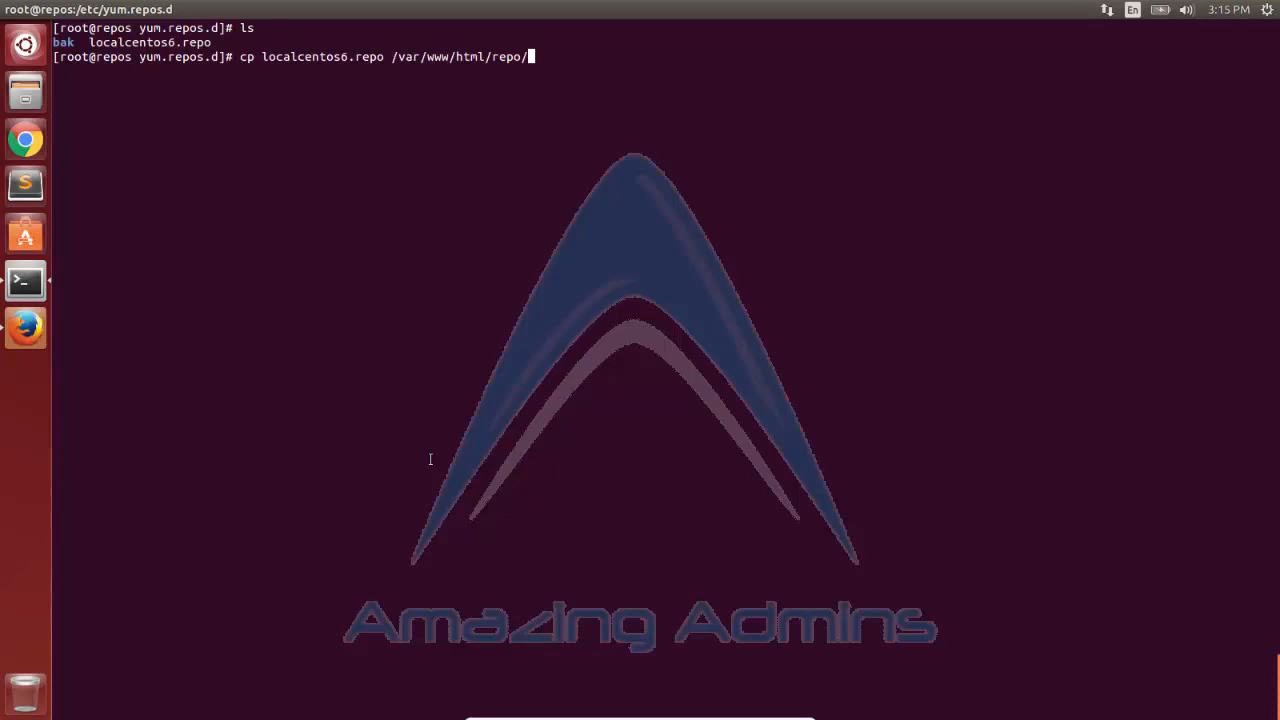 root@repos:/etc/yum.repos.d
En
3:15 PM
[root@repos yum.repos.d]# ls
bak  localcentos6.repo
[root@repos yum.repos.d]# cp localcentos6.repo /var/www/html/repo/
Amazing Admins